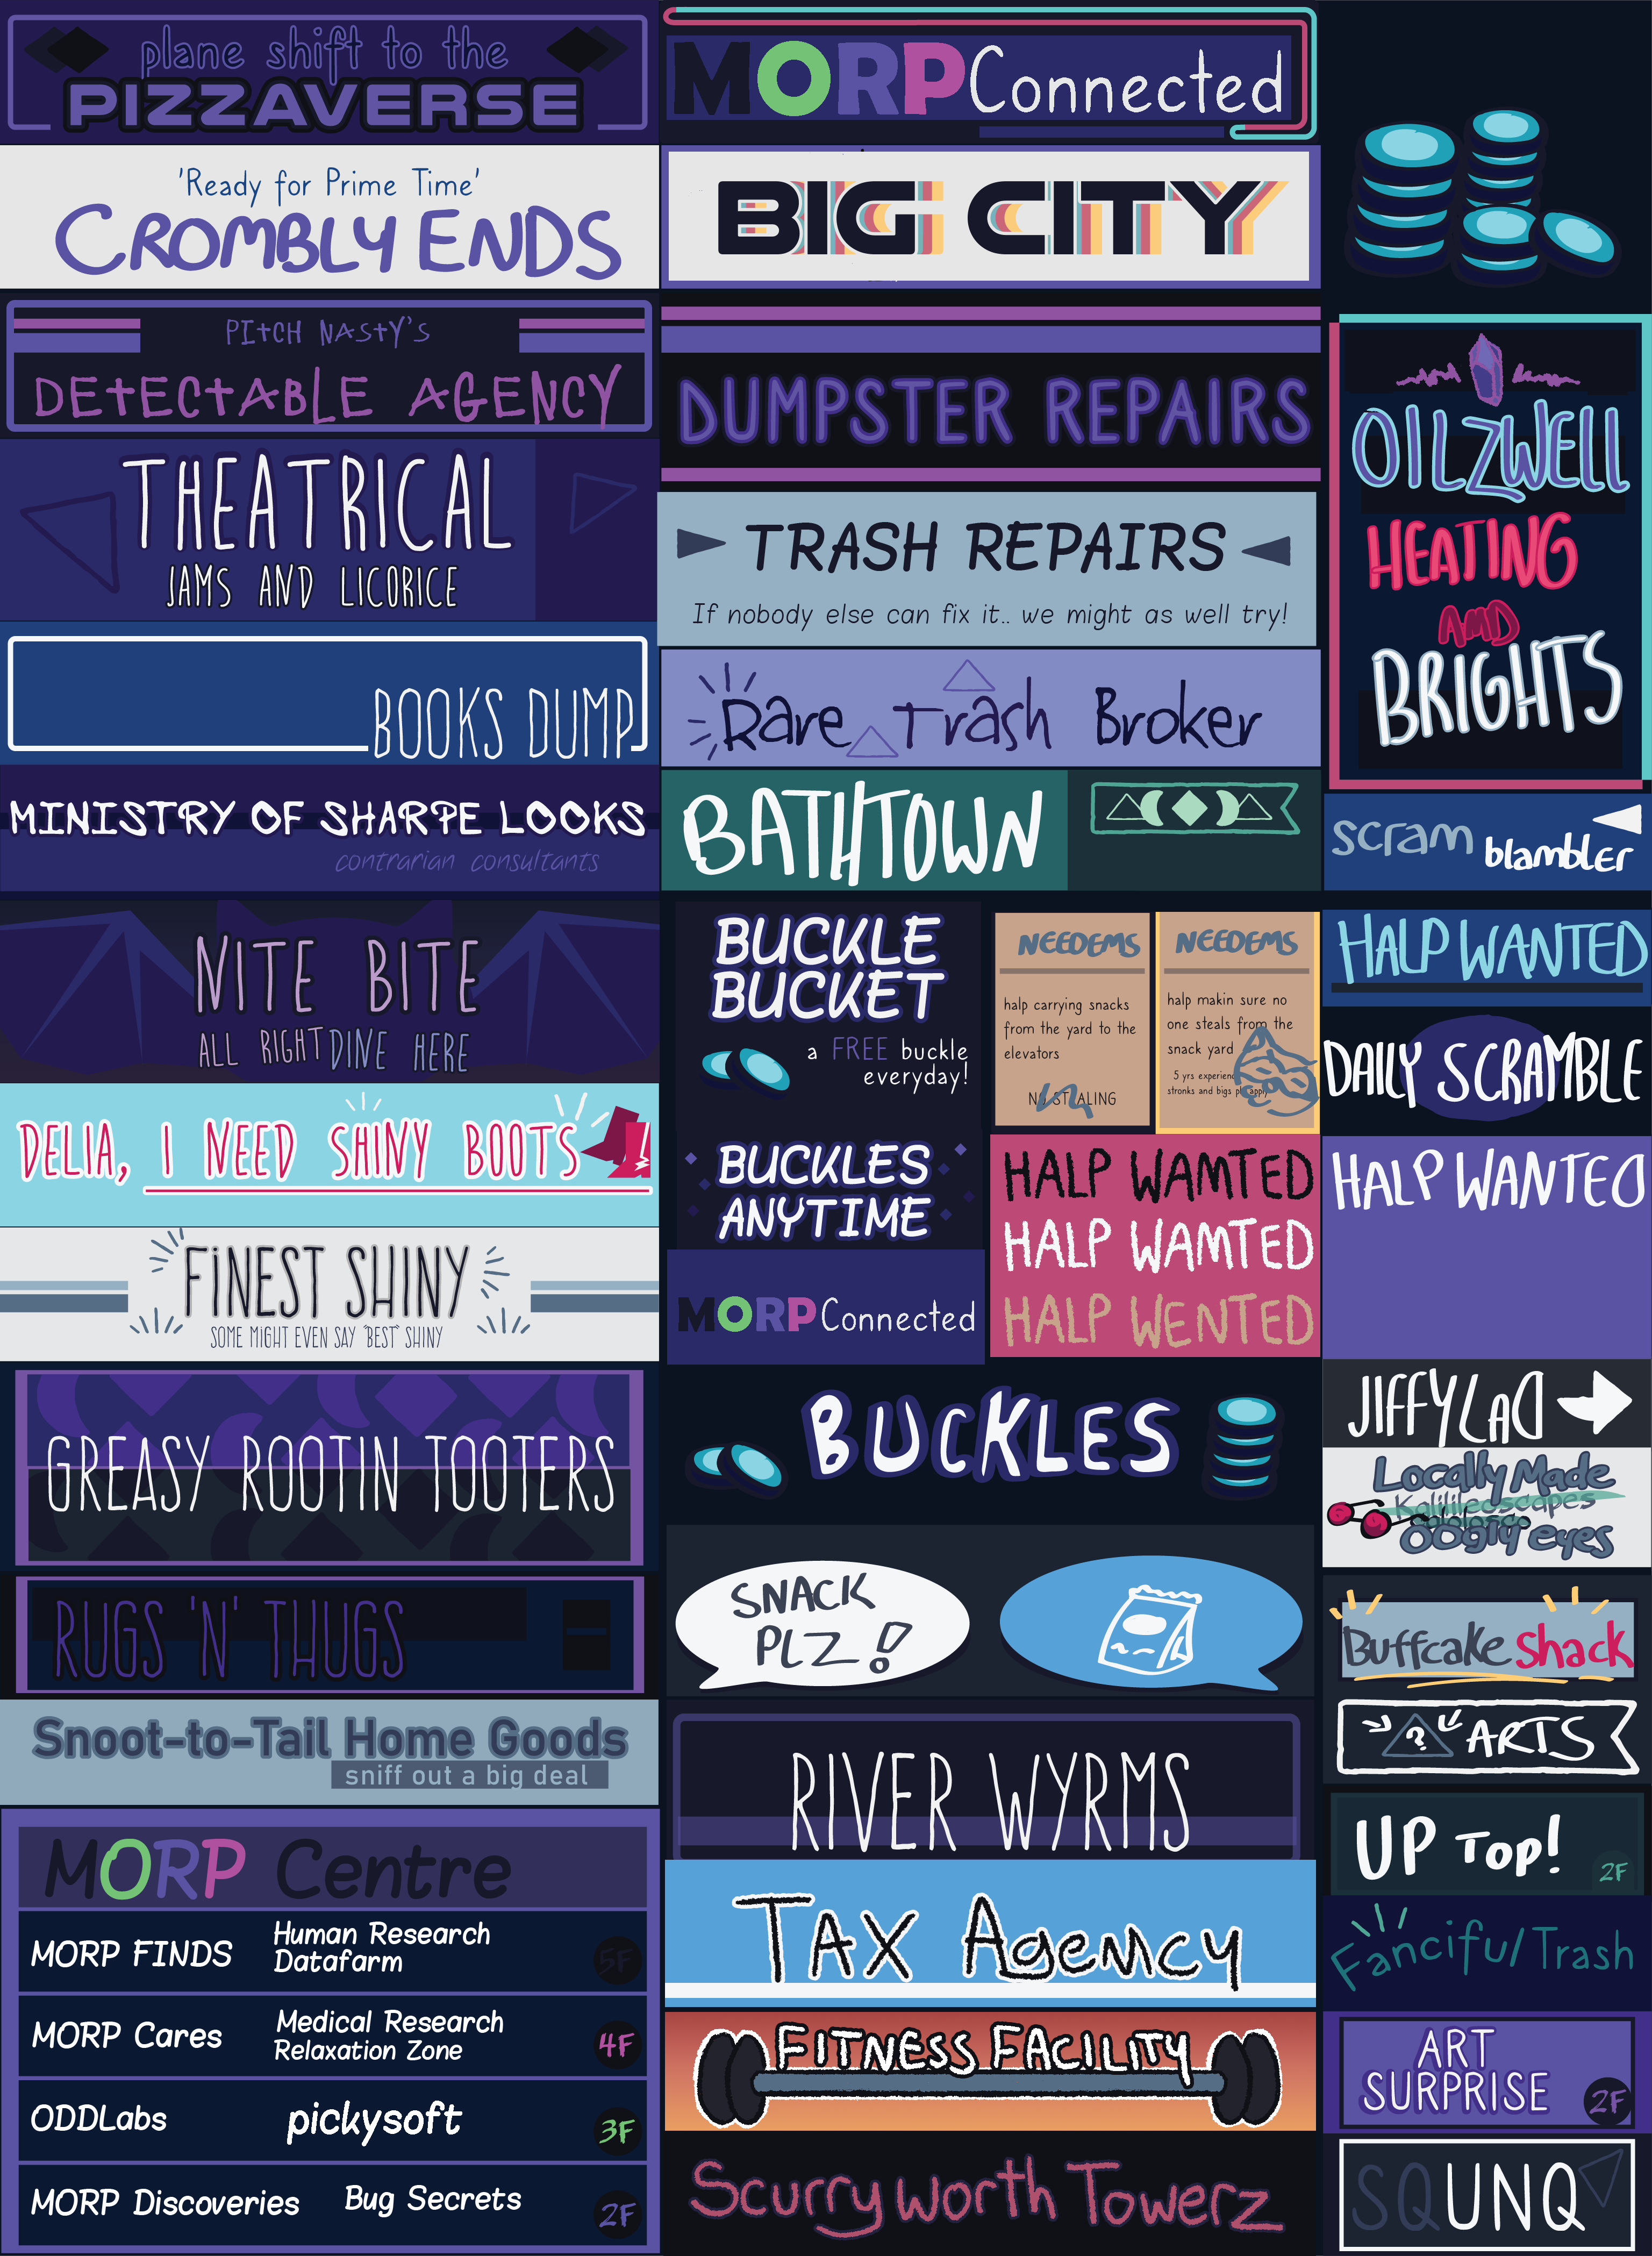 plane shift to the
PIZZAVERSE
'Ready for Prime Time'
CROMBLY ENDS
PITCH NASTY'S
DETECTABLE AGENCY
THEATRICAL
JAMS AND LICORICE
BOOKS DUMP
MINISTRY OF SHARPE LOOKS
contrarian consultants
NITE BITE
ALL RIGHT DINE HERE
DELIA, I NEED SHINY BOOTS
FINEST SHINY
SOME MIGHT EVEN SAY 'BEST' SHINY
GREASY ROOTIN TOOTERS
RUGS 'N' THUGS
Snoot-to-Tail Home Goods
sniff out a big deal
MORP Centre
MORP FINDS
Human Research
Datafarm
5F
MORP Cares
Medical Research
Relaxation Zone
4F
ODDLabs
pickysoft
3F
MORP Discoveries
Bug Secrets
2F
MORP Connected
BIG CITY
DUMPSTER REPAIRS
TRASH REPAIRS
If nobody else can fix it.. we might as well try!
Rare Trash Broker
BATHTOWN
BUCKLE
BUCKET
a FREE buckle
everyday!
BUCKLES
ANYTIME
MORP Connected
NEEDEMS
half carrying snacks
from the yard to the
elevators
NO STEALING
NEEDEMS
halp makin sure no
one steals from the
snack yard
5 yrs experience
stronks and bigs plz apply
HALP WAMTED
HALP WAMTED
HALP WENTED
BUCKLES
SNACK
PLZ!
RIVER WYRMS
TAX AGEMCY
FITNESS FACILITY
Scurryworth Towerz
OILZWELL
HEATING
AMD
BRIGHTS
scram blambler
HALP WANTED
DAILY SCRAMBLE
HALP WANTED
JIFFYLAD
Locally Made
Kalilileoscapes
Oogly eyes
Buffcake Shack
? ARTS
UP Top!
2F
Fanciful Trash
ART
SURPRISE
2F
SQUNQ